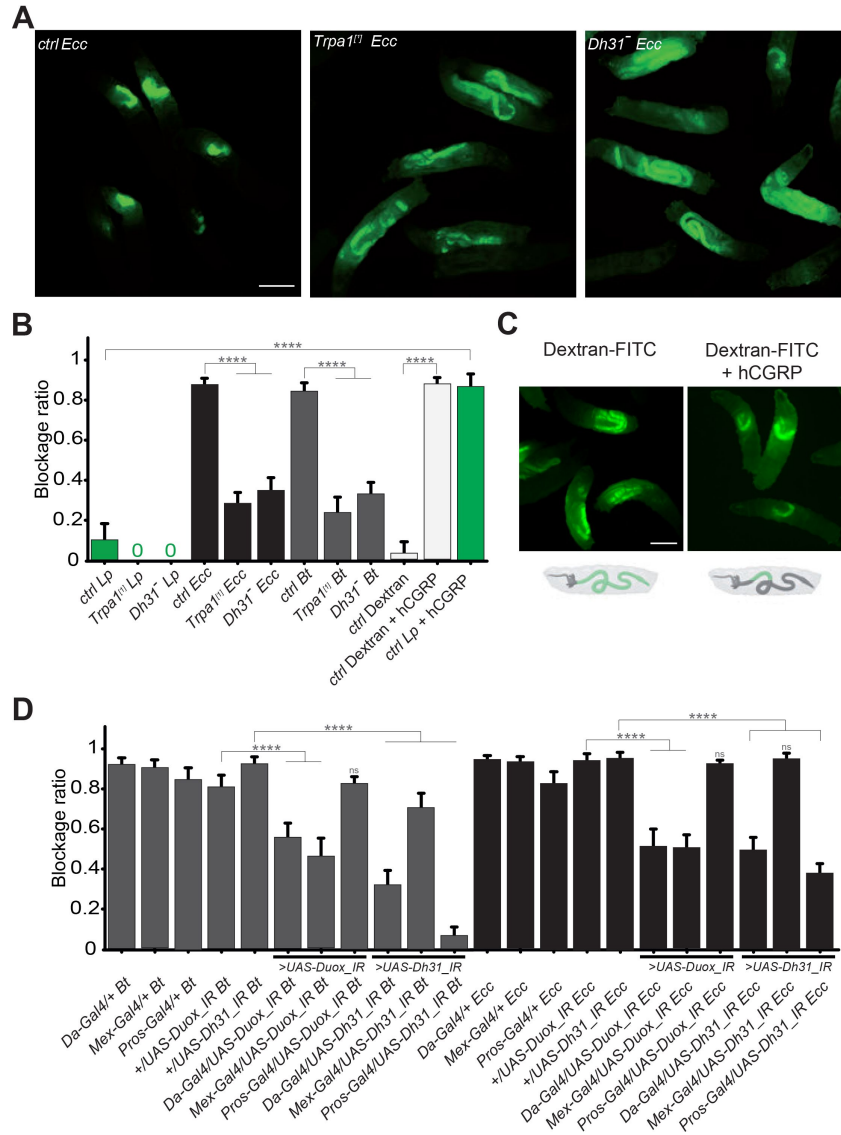 A
ctrl Ecc
Trpa1[1] Ecc
Dh31- Ecc
B
****
****
****
****
1
0.8
0.6
0.4
0.2
0
Blockage ratio
0
0
ctrl Lp
Trpa1[1] Lp
Dh31- Lp
ctrl Ecc
Trpa1[1] Ecc
Dh31- Ecc
ctrl Bt
Trpa1[1] Bt
Dh31- Bt
ctrl Dextran
ctrl Dextran + hCGRP
ctrl Lp + hCGRP
C
Dextran-FITC
Dextran-FITC
+ hCGRP
D
****
****
ns
****
****
ns
ns
1
0.8
0.6
0.4
0.2
0
Blockage ratio
>UAS-Duox_IR
>UAS-Dh31_IR
>UAS-Duox_IR
>UAS-Dh31_IR
Da-Gal4/+ Bt
Mex-Gal4/+ Bt
Pros-Gal4/+ Bt
+/UAS-Duox_IR Bt
+/UAS-Dh31_IR Bt
Da-Gal4/UAS-Duox_IR Bt
Mex-Gal4/UAS-Duox_IR Bt
Pros-Gal4/UAS-Duox_IR Bt
Da-Gal4/UAS-Dh31_IR Bt
Mex-Gal4/UAS-Dh31_IR Bt
Pros-Gal4/UAS-Dh31_IR Bt
Da-Gal4/+ Ecc
Mex-Gal4/+ Ecc
Pros-Gal4/+ Ecc
+/UAS-Duox_IR Ecc
+/UAS-Dh31_IR Ecc
Da-Gal4/UAS-Duox_IR Ecc
Mex-Gal4/UAS-Duox_IR Ecc
Pros-Gal4/UAS-Duox_IR Ecc
Da-Gal4/UAS-Dh31_IR Ecc
Mex-Gal4/UAS-Dh31_IR Ecc
Pros-Gal4/UAS-Dh31_IR Ecc